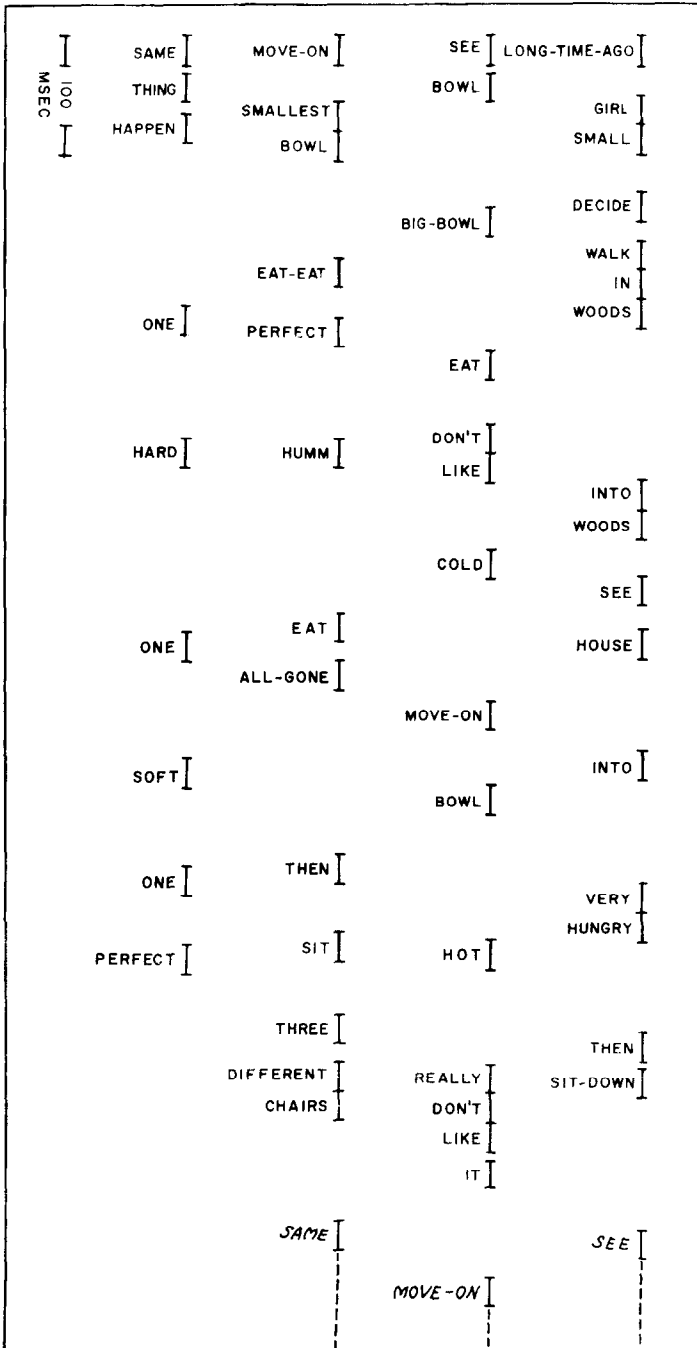 LONG-TIME-AGO
GIRL
SMALL
DECIDE
WALK
IN
WOODS
INTO
WOODS
SEE
HOUSE
INTO
VERY
HUNGRY
THEN
SIT-DOWN
SEE
SEE
BOWL
BIG-BOWL
EAT
DON'T
LIKE
COLD
MOVE-ON
BOWL
HOT
REALLY
DON'T
LIKE
IT
MOVE-ON
MOVE-ON
SMALLEST
BOWL
EAT-EAT
PERFECT
HUMM
EAT
ALL-GONE
THEN
SIT
THREE
DIFFERENT
CHAIRS
SAME
SAME
THING
HAPPEN
ONE
HARD
ONE
SOFT
ONE
PERFECT
100
MSEC